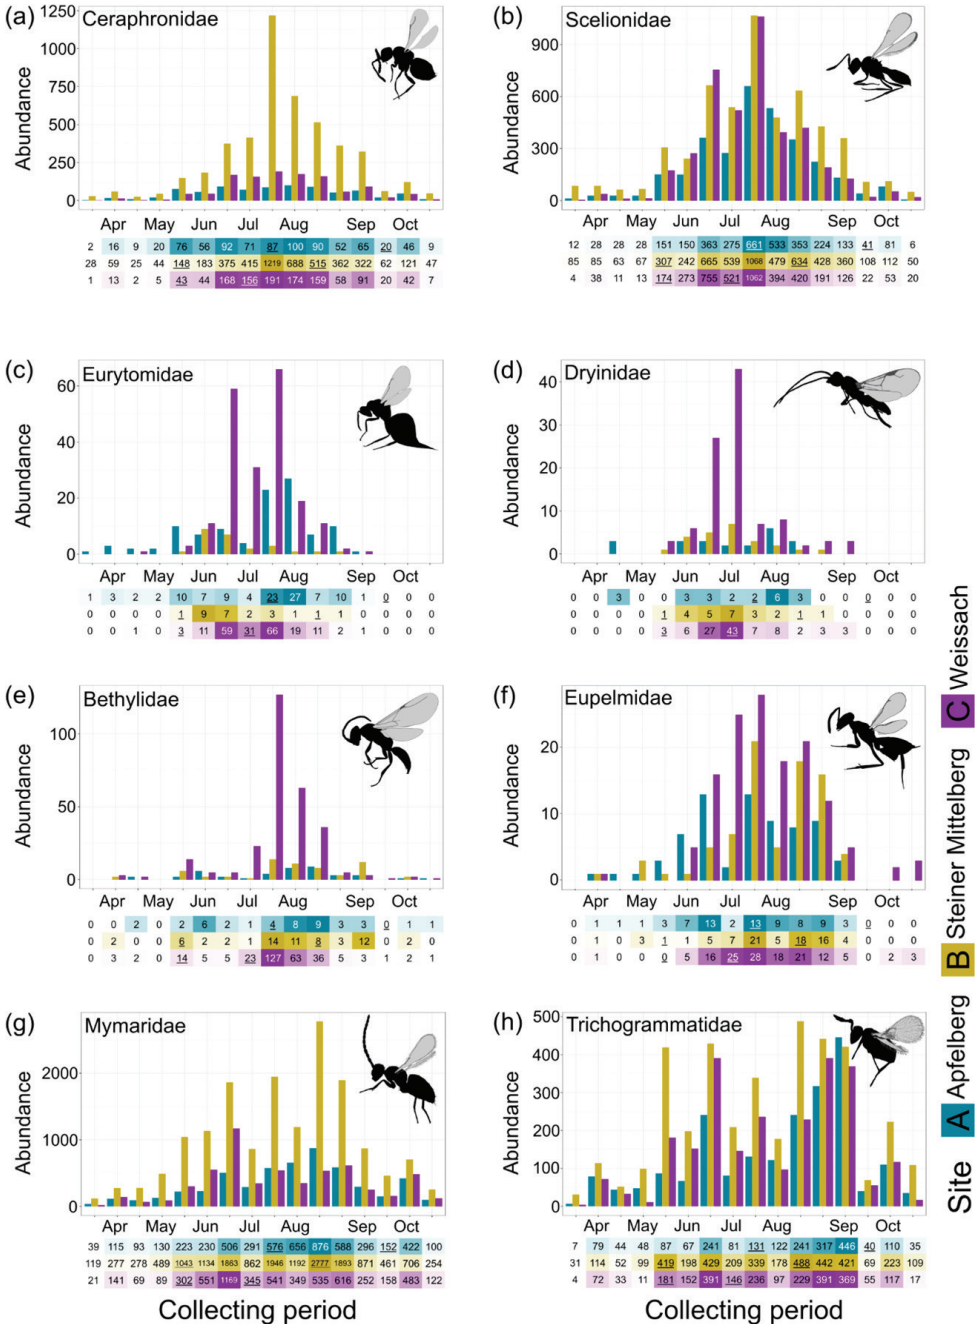 (a) Ceraphronidae
Abundance
1250
1000
750
500
250
0
Apr May Jun Jul Aug Sep Oct
2 16 9 20 76 56 92 71 87 100 90 52 65 20 46 9
28 59 25 44 148 183 375 415 1219 688 515 362 322 62 121 47
1 13 2 5 43 44 168 156 191 174 159 58 91 20 42 7
(b) Scelionidae
Abundance
900
600
300
0
Apr May Jun Jul Aug Sep Oct
12 28 28 28 151 150 363 275 661 533 353 224 133 41 81 6
85 85 63 67 307 242 665 539 1068 479 634 428 360 108 112 50
4 38 11 13 174 273 755 521 1062 394 420 191 126 22 53 20
(c) Eurytomidae
Abundance
60
40
20
0
Apr May Jun Jul Aug Sep Oct
1 3 2 2 10 7 9 4 23 27 7 10 1 0 0 0
0 0 0 0 1 9 7 2 3 1 1 1 0 0 0 0
0 0 1 0 3 11 59 31 66 19 11 2 1 0 0 0
(d) Dryinidae
Abundance
40
30
20
10
0
Apr May Jun Jul Aug Sep Oct
0 0 3 0 0 3 3 2 2 6 3 0 0 0 0 0
0 0 0 0 1 4 5 7 3 2 1 1 0 0 0 0
0 0 0 0 3 6 27 43 7 8 2 3 3 0 0 0
(e) Bethylidae
Abundance
100
50
0
Apr May Jun Jul Aug Sep Oct
0 0 2 0 2 6 2 1 4 8 9 3 3 0 1 1
0 2 0 0 6 2 2 1 14 11 8 3 12 0 2 0
0 3 2 0 14 5 5 23 127 63 36 5 3 1 2 1
(f) Eupelmidae
Abundance
20
10
0
Apr May Jun Jul Aug Sep Oct
0 1 1 1 3 7 13 2 13 9 8 9 3 0 0 0
0 1 0 3 1 1 5 7 21 5 18 16 4 0 0 0
0 1 0 0 0 5 16 25 28 18 21 12 5 0 2 3
(g) Mymaridae
Abundance
2000
1000
0
Apr May Jun Jul Aug Sep Oct
39 115 93 130 223 230 506 291 576 656 876 588 296 152 422 100
119 277 278 489 1043 1134 1863 862 1946 1192 2777 1893 871 461 706 254
21 141 69 89 302 551 1169 345 541 349 535 616 252 158 483 122
Collecting period
(h) Trichogrammatidae
Abundance
500
400
300
200
100
0
Apr May Jun Jul Aug Sep Oct
7 79 44 48 87 67 241 81 131 122 241 317 446 40 110 35
31 114 52 99 419 198 429 209 339 178 488 442 421 69 223 109
4 72 33 11 181 152 391 146 236 97 229 391 369 55 117 17
Collecting period
Site A Apfelberg B Steiner Mittelberg C Weissach